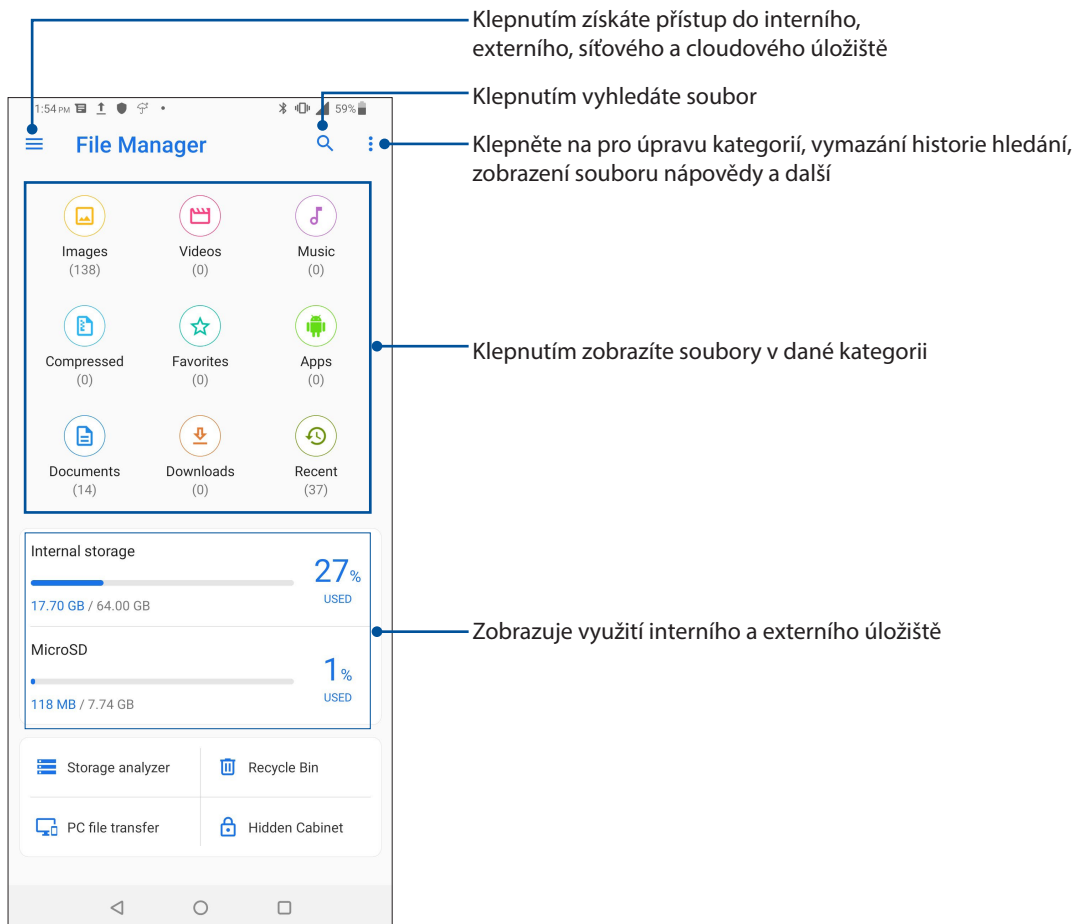 Klepnutím získáte přístup do interního,
externího, síťového a cloudového úložiště
1:54 PM
59%
Klepnutím vyhledáte soubor
File Manager
Klepněte na pro úpravu kategorií, vymazání historie hledání,
zobrazení souboru nápovědy a další
Images
Videos
Music
(138)
(0)
(0)
Compressed
Favorites
Apps
(0)
(0)
(0)
Klepnutím zobrazíte soubory v dané kategorii
Documents
Downloads
Recent
(14)
(0)
(37)
Internal storage
27%
USED
17.70 GB / 64.00 GB
Zobrazuje využití interního a externího úložiště
MicroSD
1%
USED
118 MB / 7.74 GB
Storage analyzer
Recycle Bin
PC file transfer
Hidden Cabinet